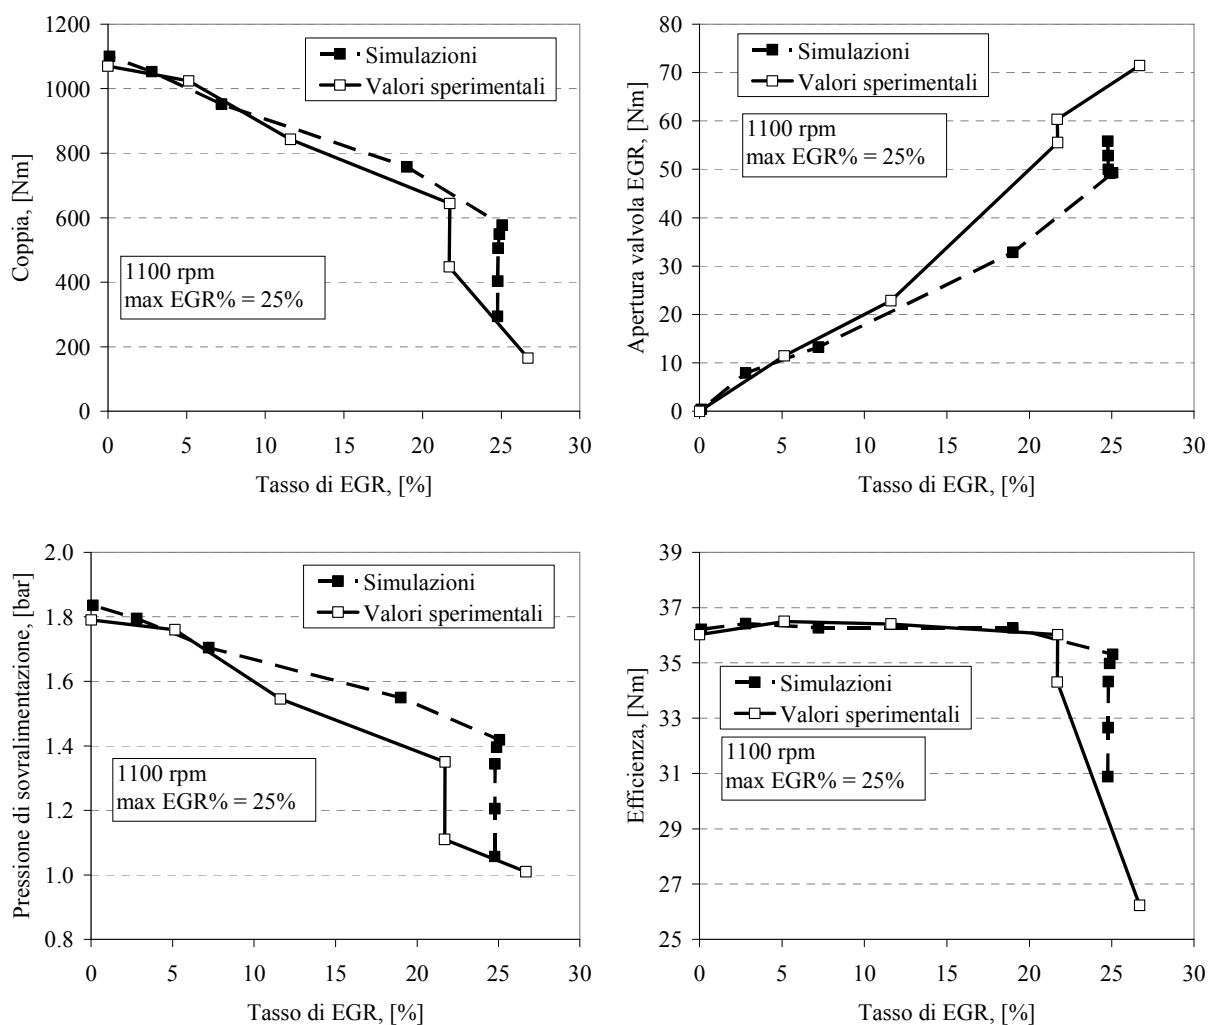 1200
1000
800
600
400
200
0
Coppia, [Nm]
Simulazioni
Valori sperimentali
1100 rpm
max EGR% = 25%
0 5 10 15 20 25 30
Tasso di EGR, [%]
80
70
60
50
40
30
20
10
0
Apertura valvola EGR, [Nm]
Simulazioni
Valori sperimentali
1100 rpm
max EGR% = 25%
0 5 10 15 20 25 30
Tasso di EGR, [%]
2.0
1.8
1.6
1.4
1.2
1.0
0.8
Pressione di sovralimentazione, [bar]
Simulazioni
Valori sperimentali
1100 rpm
max EGR% = 25%
0 5 10 15 20 25 30
Tasso di EGR, [%]
39
37
35
33
31
29
27
25
Efficienza, [Nm]
Simulazioni
Valori sperimentali
1100 rpm
max EGR% = 25%
0 5 10 15 20 25 30
Tasso di EGR, [%]